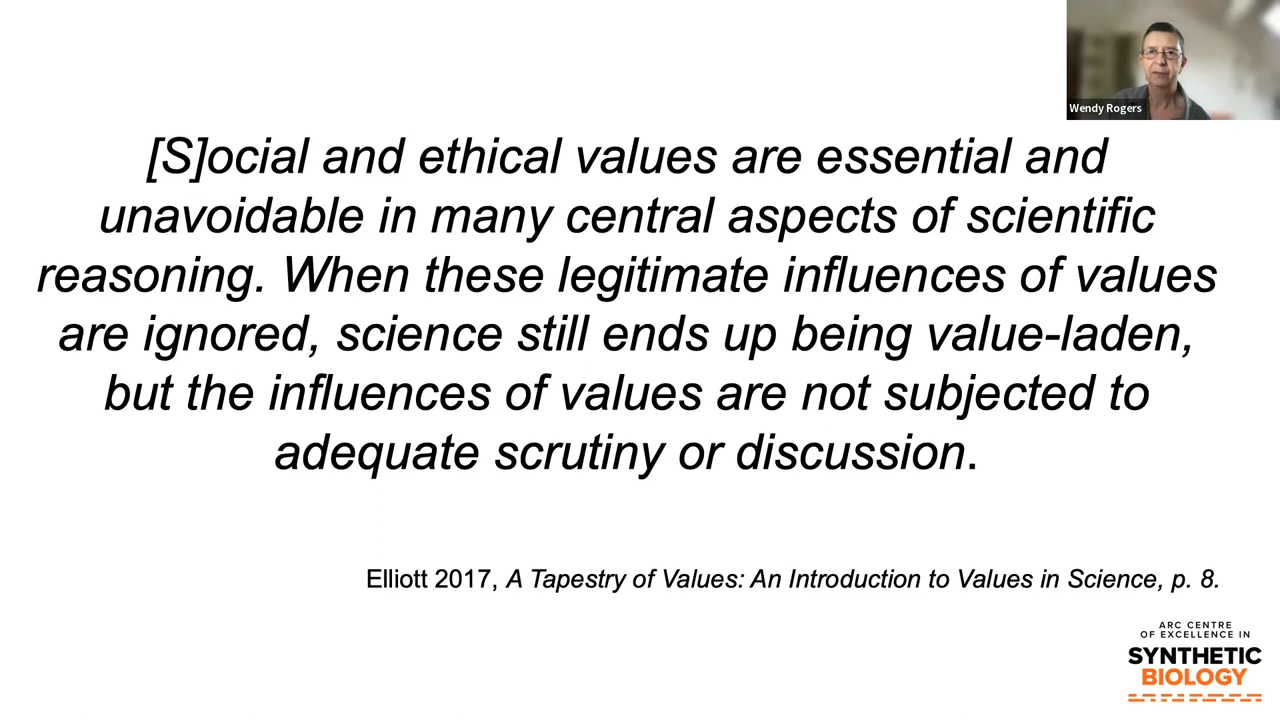 Wendy Rogers
[S]ocial and ethical values are essential and
unavoidable in many central aspects of scientific
reasoning. When these legitimate influences of values
are ignored, science still ends up being value-laden,
but the influences of values are not subjected to
adequate scrutiny or discussion.
Elliott 2017, A Tapestry of Values: An Introduction to Values in Science, p. 8.
ARC CENTRE
OF EXCELLENCE IN
SYNTHETIC
BIOLOGY